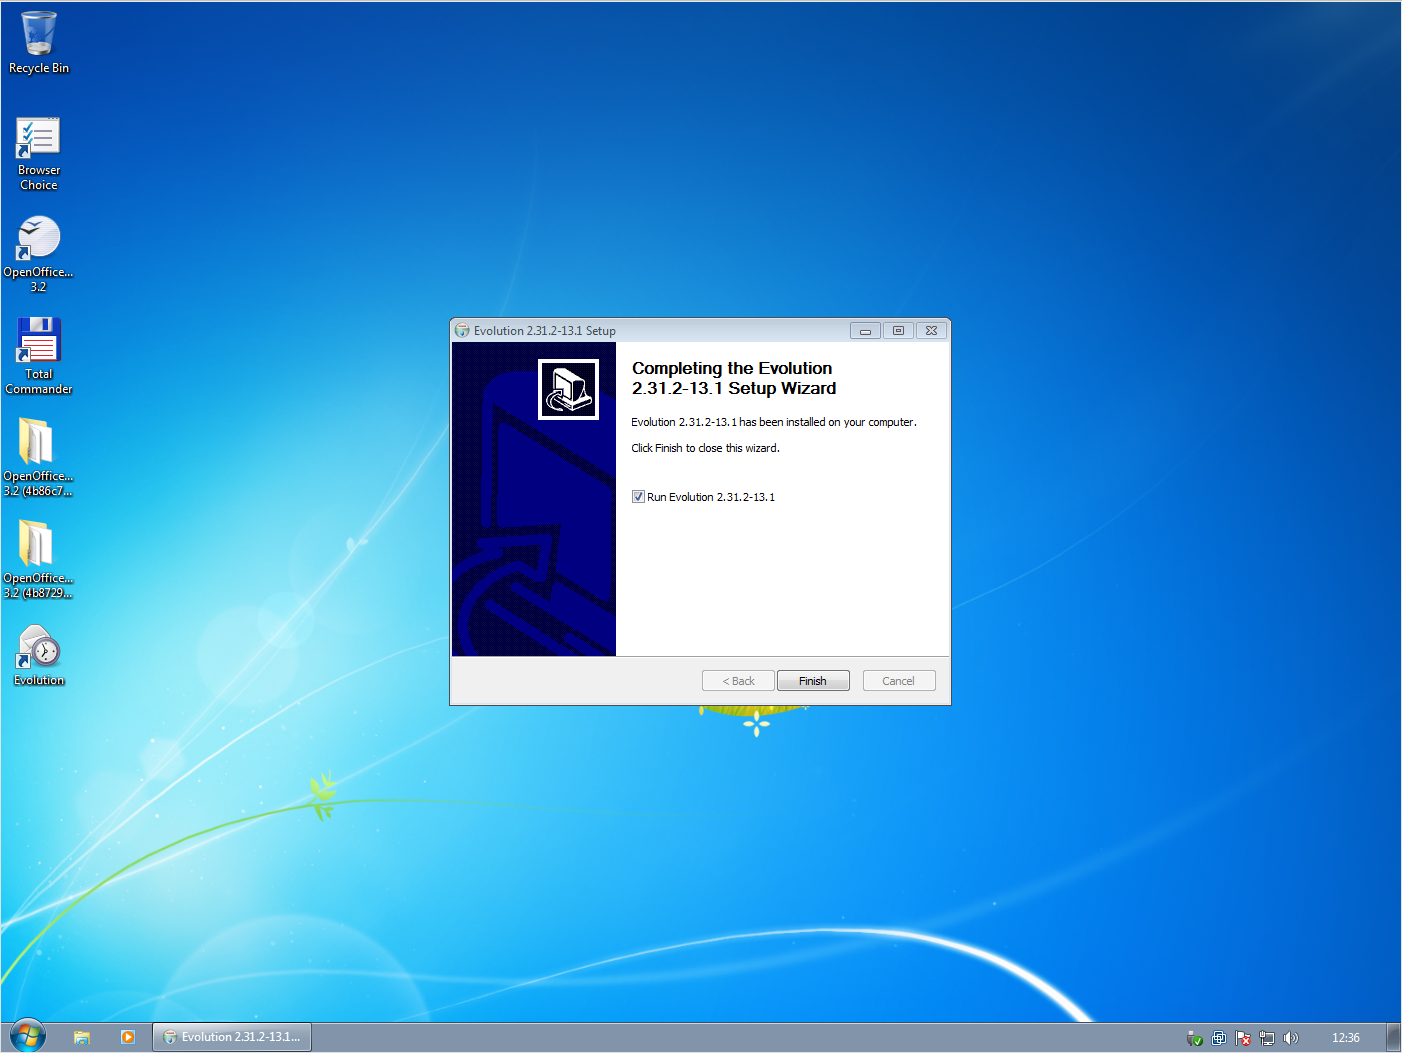 Recycle Bin
Browser
Choice
OpenOffice...
3.2
Total
Commander
OpenOffice...
3.2 (4b86c7...
OpenOffice...
3.2 (4b8729...
Evolution
Evolution 2.31.2-13.1 Setup
Completing the Evolution
2.31.2-13.1 Setup Wizard
Evolution 2.31.2-13.1 has been installed on your computer.
Click Finish to close this wizard.
Run Evolution 2.31.2-13.1
< Back
Finish
Cancel
Evolution 2.31.2-13.1...
12:36